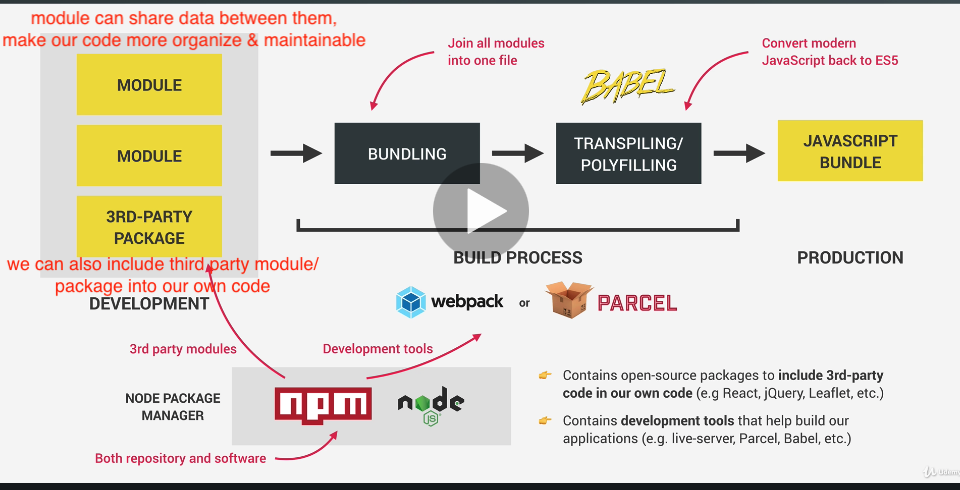 module can share data between them,
make our code more organize & maintainable
MODULE
MODULE
3RD-PARTY
PACKAGE
we can also include third party module/
package into our own code
DEVELOPMENT
Join all modules
into one file
BUNDLING
BABEL
Convert modern
JavaScript back to ES5
TRANSPILING/
POLYFILLING
JAVASCRIPT
BUNDLE
BUILD PROCESS
PRODUCTION
webpack or PARCEL
3rd party modules
Development tools
NODE PACKAGE
MANAGER
npm
node
JS
Both repository and software
👉 Contains open-source packages to include 3rd-party
code in our own code (e.g React, jQuery, Leaflet, etc.)
👉 Contains development tools that help build our
applications (e.g. live-server, Parcel, Babel, etc.)